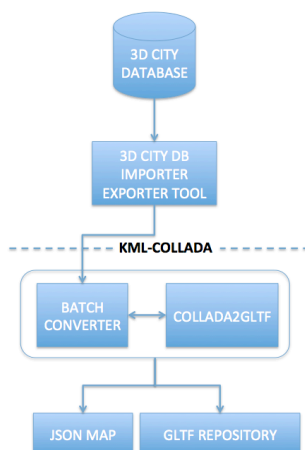 3D CITY
DATABASE
3D CITY DB
IMPORTER
EXPORTER TOOL
KML-COLLADA
BATCH
CONVERTER
COLLADA2GLTF
JSON MAP
GLTF REPOSITORY